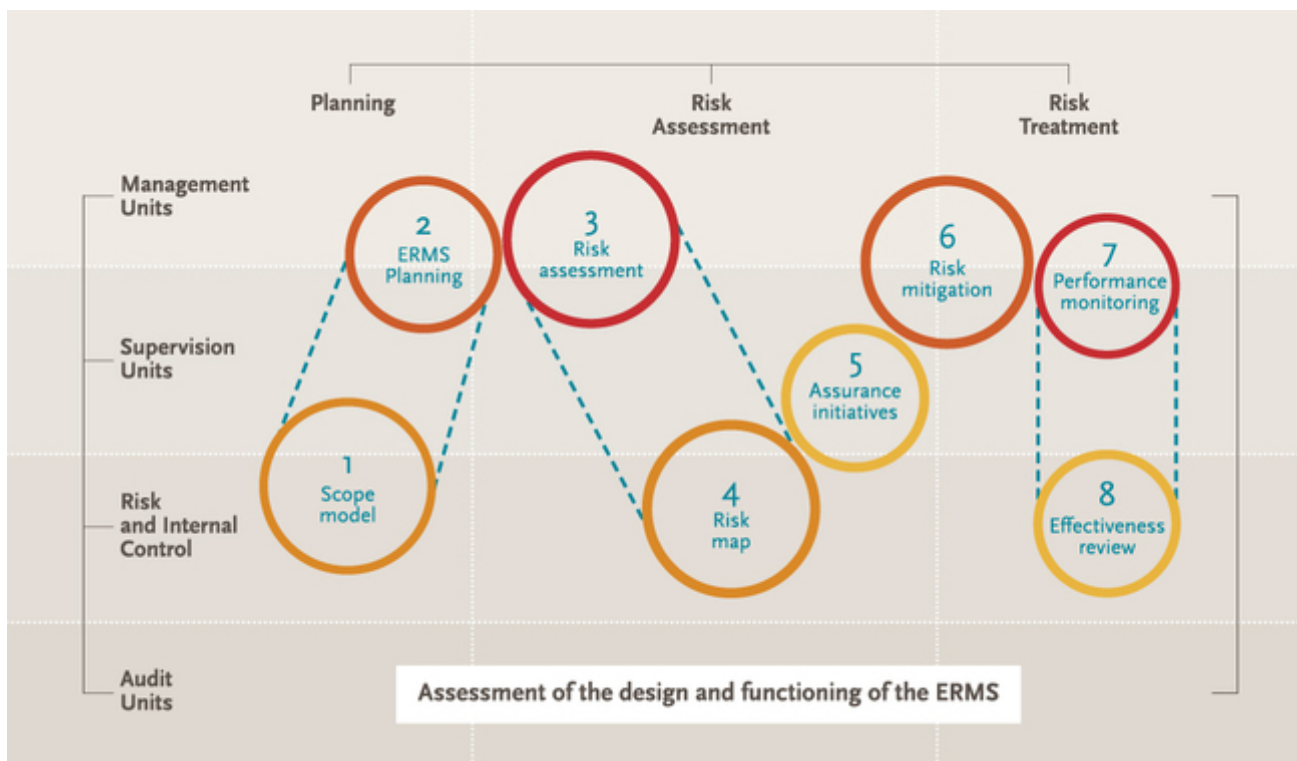 Planning
Risk
Assessment
Risk
Treatment
Management
Units
2
ERMS
Planning
3
Risk
assessment
6
Risk
mitigation
7
Performance
monitoring
Supervision
Units
5
Assurance
initiatives
1
Scope
model
4
Risk
map
8
Effectiveness
review
Risk
and Internal
Control
Audit
Units
Assessment of the design and functioning of the ERMS